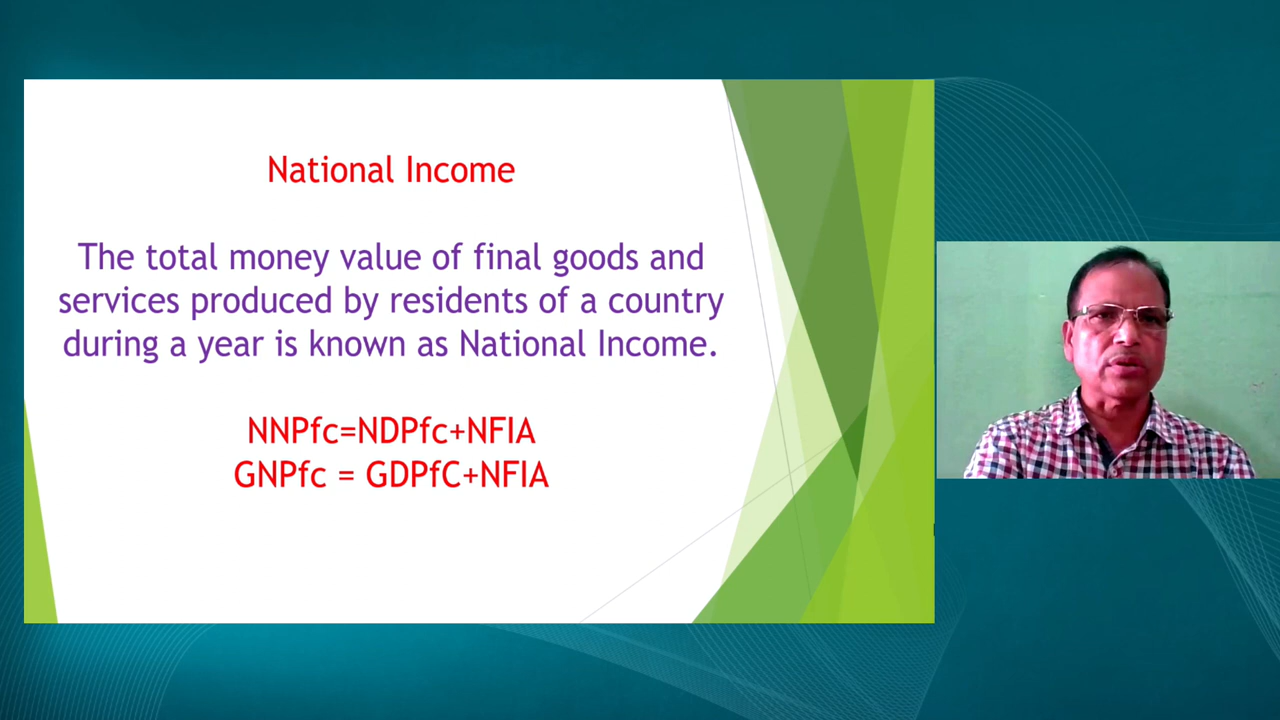 National Income
The total money value of final goods and
services produced by residents of a country
during a year is known as National Income.
NNPfc=NDPfc+NFIA
GNPfc = GDPfC+NFIA